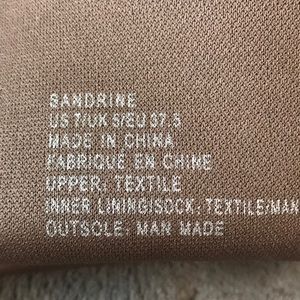 SANDRINE
US 7/UK 5/EU 37.5
MADE IN CHINA
FABRIQUÉ EN CHINE
UPPER: TEXTILE
INNER LINING/SOCK: TEXTILE/MAN
OUTSOLE: MAN MADE